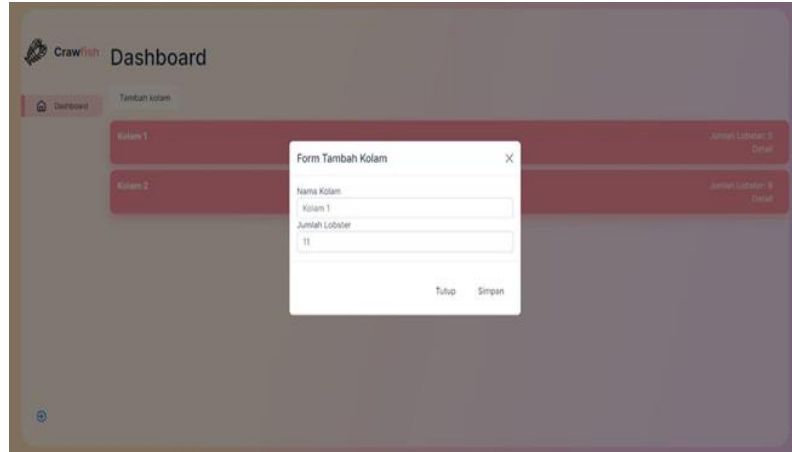 Crawfish
Dashboard
Dashboard
Tambah kolam
Kolam 1
Jumlah Lobster: 5
Detail
Kolam 2
Jumlah Lobster: 9
Detail
Form Tambah Kolam
Nama Kolam
Kolam 1
Jumlah Lobster
11
Tutup
Simpan